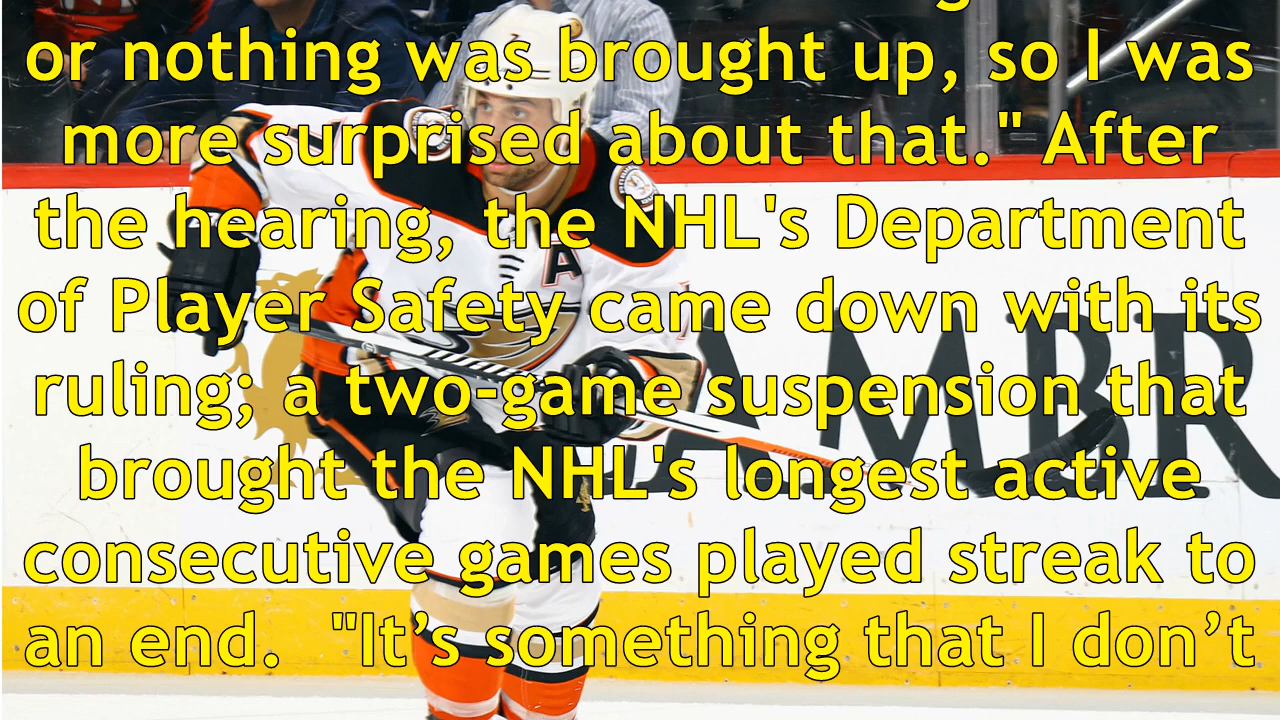 or nothing was brought up, so I was
more surprised about that." After
the hearing, the NHL's Department
of Player Safety came down with its
ruling; a two-game suspension that
brought the NHL's longest active
consecutive games played streak to
an end.  "It’s something that I don’t
A
AMBR